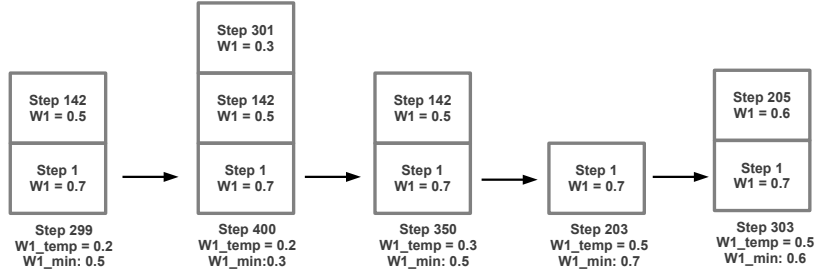 Step 301
W1 = 0.3
Step 142
W1 = 0.5
Step 1
W1 = 0.7
Step 299
W1_temp = 0.2
W1_min: 0.5
Step 142
W1 = 0.5
Step 1
W1 = 0.7
Step 400
W1_temp = 0.2
W1_min:0.3
Step 142
W1 = 0.5
Step 1
W1 = 0.7
Step 350
W1_temp = 0.3
W1_min: 0.5
Step 1
W1 = 0.7
Step 203
W1_temp = 0.5
W1_min: 0.7
Step 205
W1 = 0.6
Step 1
W1 = 0.7
Step 303
W1_temp = 0.5
W1_min: 0.6